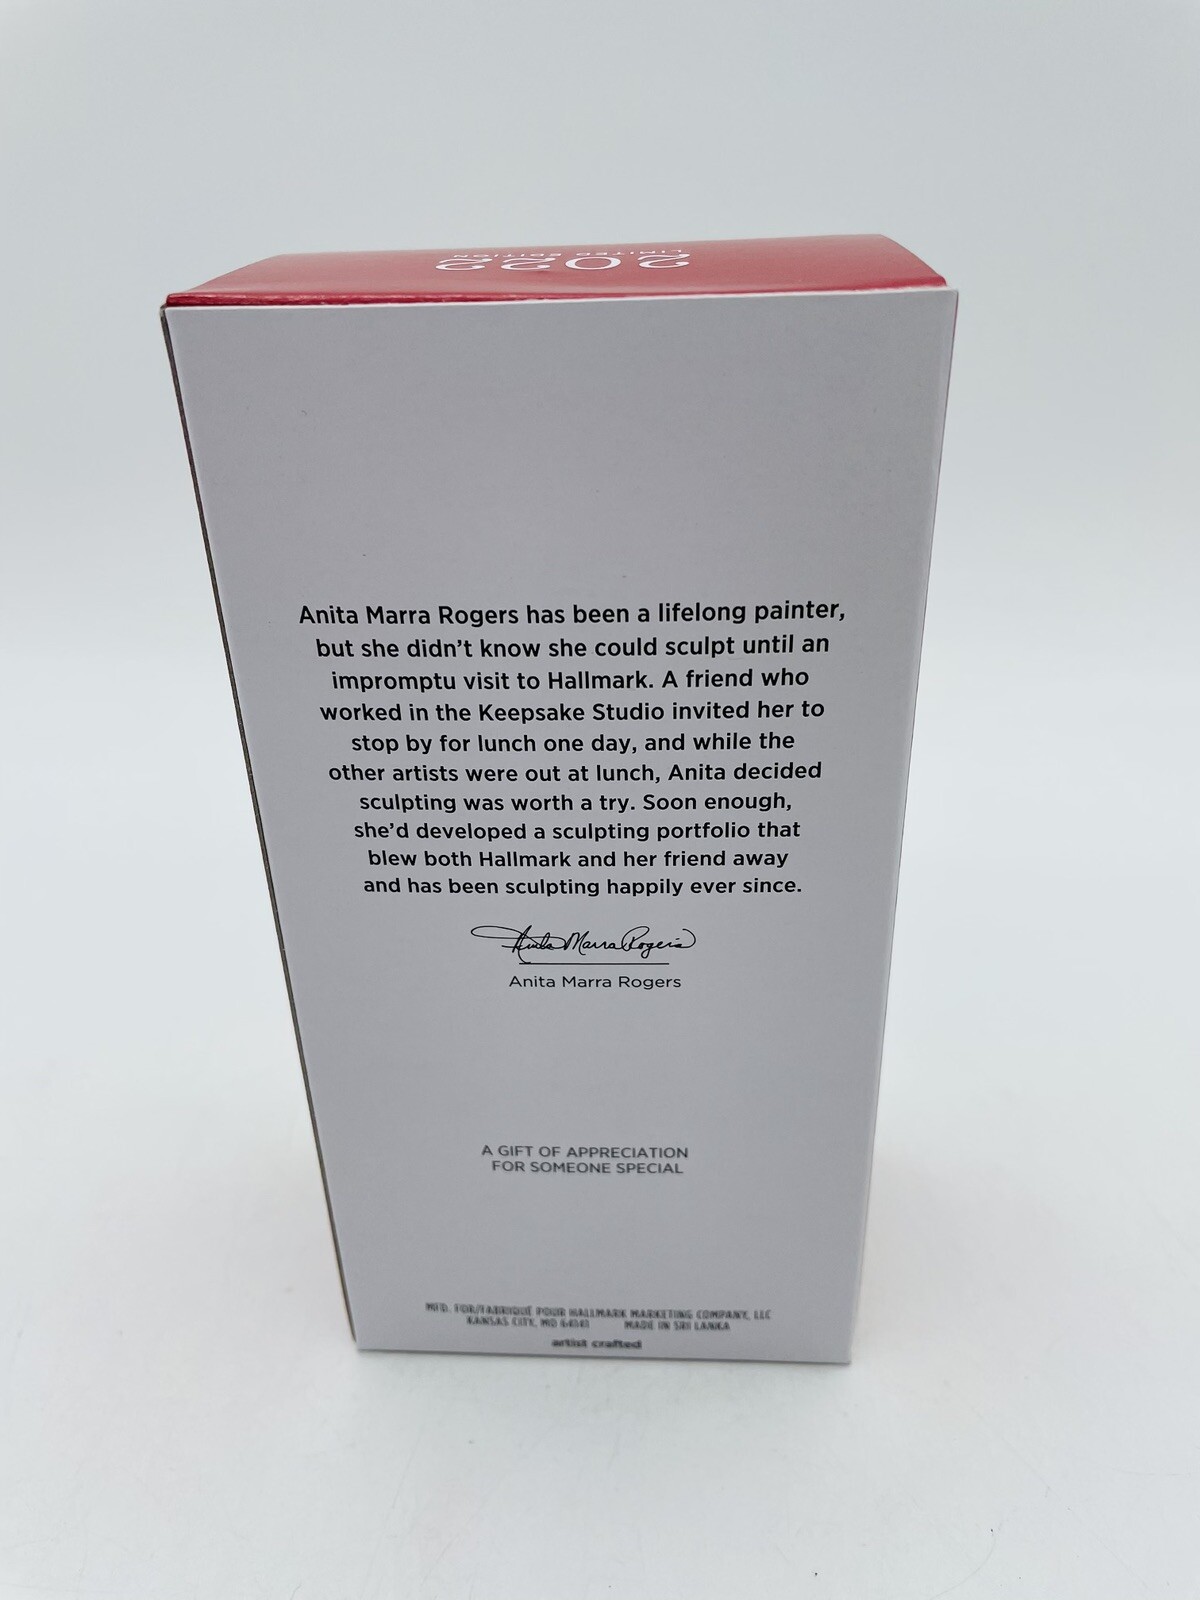 2022
LIMITED EDITION
Anita Marra Rogers has been a lifelong painter,
but she didn't know she could sculpt until an
impromptu visit to Hallmark. A friend who
worked in the Keepsake Studio invited her to
stop by for lunch one day, and while the
other artists were out at lunch, Anita decided
sculpting was worth a try. Soon enough,
she'd developed a sculpting portfolio that
blew both Hallmark and her friend away
and has been sculpting happily ever since.
Anita Marra Rogers
Anita Marra Rogers
A GIFT OF APPRECIATION
FOR SOMEONE SPECIAL
MFD. FOR/FABRIQUÉ POUR HALLMARK MARKETING COMPANY, LLC
KANSAS CITY, MO 64141 MADE IN SRI LANKA
artist crafted